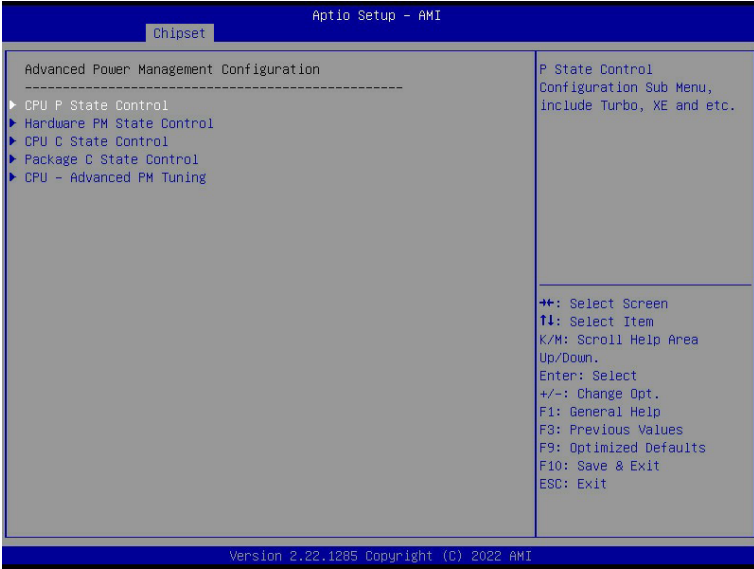 Aptio Setup – AMI
Chipset
Advanced Power Management Configuration
--------------------------------------------------
▶ CPU P State Control
▶ Hardware PM State Control
▶ CPU C State Control
▶ Package C State Control
▶ CPU – Advanced PM Tuning
P State Control
Configuration Sub Menu,
include Turbo, XE and etc.
→←: Select Screen
↑↓: Select Item
K/M: Scroll Help Area
Up/Down.
Enter: Select
+/-: Change Opt.
F1: General Help
F3: Previous Values
F9: Optimized Defaults
F10: Save & Exit
ESC: Exit
Version 2.22.1285 Copyright (C) 2022 AMI